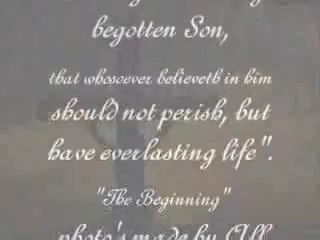 begotten Son,
that whosoever believeth in him
should not perish, but
have everlasting life".
"The Beginning"
photo's made by